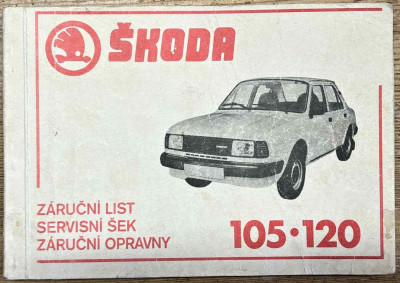 ŠKODA
ZÁRUČNÍ LIST
SERVISNÍ ŠEK
ZÁRUČNÍ OPRAVNY
105·120